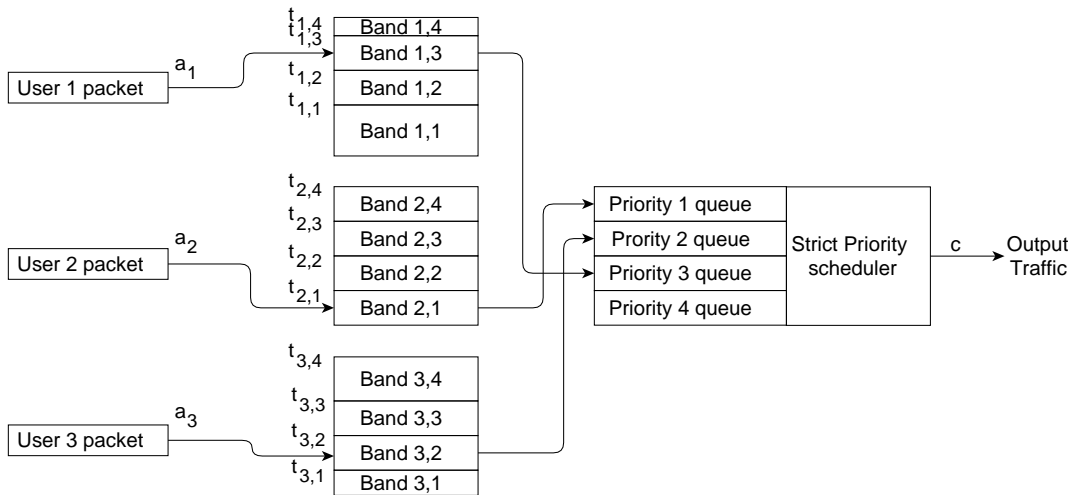 t1,4
t1,3
t1,2
t1,1
Band 1,4
Band 1,3
Band 1,2
Band 1,1
a1
User 1 packet
t2,4
t2,3
t2,2
t2,1
Band 2,4
Band 2,3
Band 2,2
Band 2,1
a2
User 2 packet
t3,4
t3,3
t3,2
t3,1
Band 3,4
Band 3,3
Band 3,2
Band 3,1
a3
User 3 packet
Priority 1 queue
Prority 2 queue
Priority 3 queue
Priority 4 queue
Strict Priority
scheduler
c
Output
Traffic